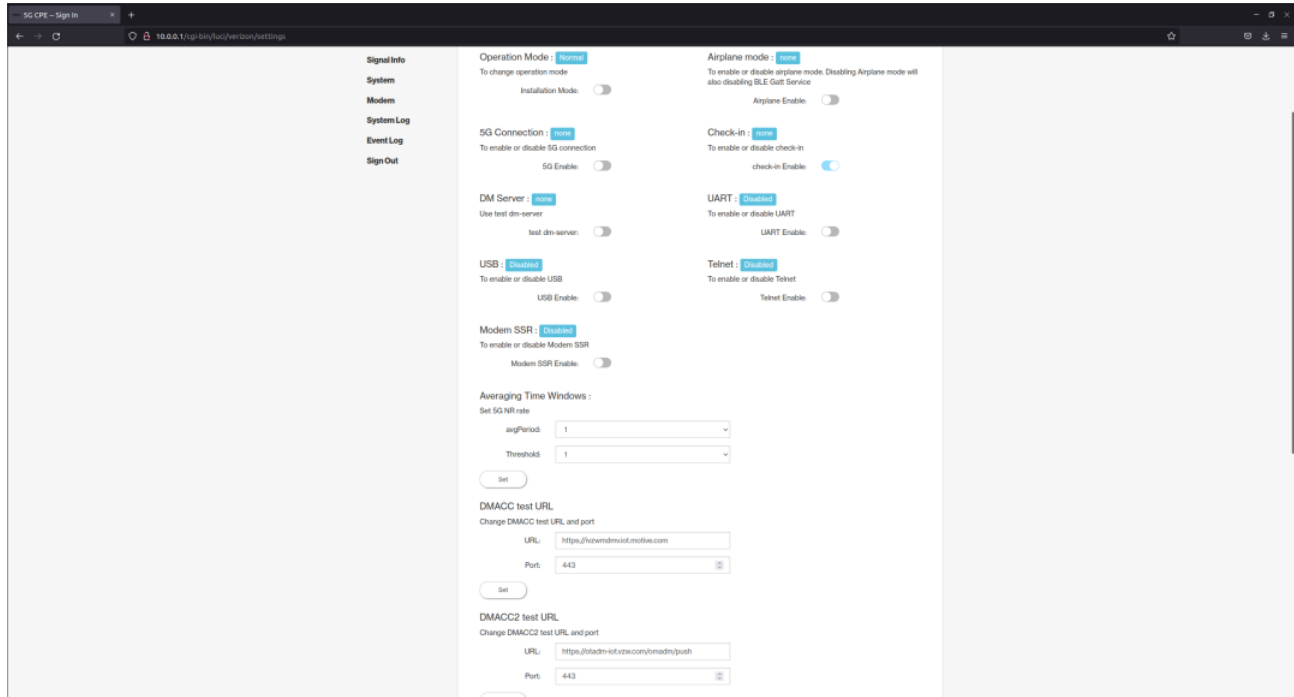 5G CPE – Sign In
10.0.0.1/cgi-bin/luci/verizon/settings
Signal Info
System
Modem
System Log
Event Log
Sign Out
Operation Mode : Normal
To change operation mode
Installation Mode:
Airplane mode : none
To enable or disable airplane mode. Disabling Airplane mode will
also disabling BLE Gatt Service
Airplane Enable:
5G Connection : none
To enable or disable 5G connection
5G Enable:
Check-in : none
To enable or disable check-in
check-in Enable:
DM Server : none
Use test dm-server
test dm-server:
UART : Disabled
To enable or disable UART
UART Enable:
USB : Disabled
To enable or disable USB
USB Enable:
Telnet : Disabled
To enable or disable Telnet
Telnet Enable:
Modem SSR : Disabled
To enable or disable Modem SSR
Modem SSR Enable:
Averaging Time Windows :
Set 5G NR rate
avgPeriod: 1
Threshold: 1
Set
DMACC test URL
Change DMACC test URL and port
URL: https://ivzwmdmv.iot.motive.com
Port: 443
Set
DMACC2 test URL
Change DMACC2 test URL and port
URL: https://otadm-iot.vzw.com/omadm/push
Port: 443